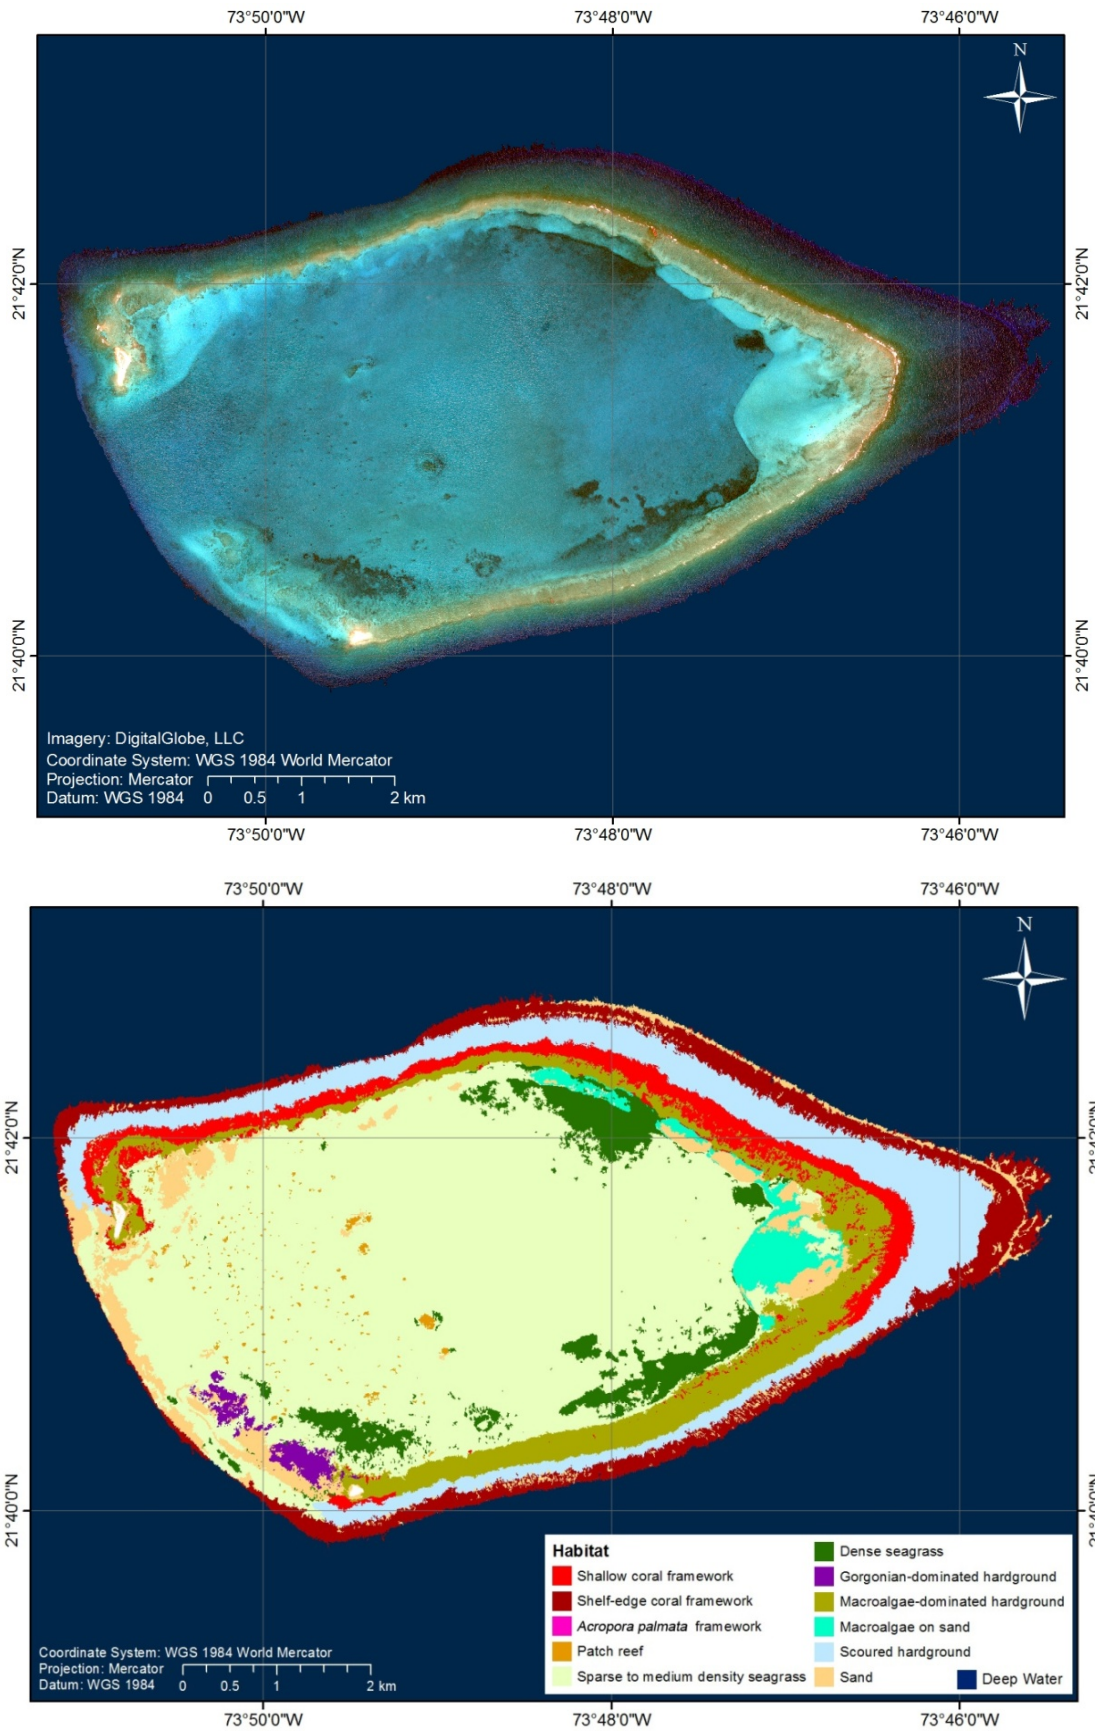 73°50'0"W 73°48'0"W 73°46'0"W
N
21°42'0"N 21°42'0"N
21°40'0"N 21°40'0"N
Imagery: DigitalGlobe, LLC
Coordinate System: WGS 1984 World Mercator
Projection: Mercator
Datum: WGS 1984 0 0.5 1 2 km
73°50'0"W 73°48'0"W 73°46'0"W
73°50'0"W 73°48'0"W 73°46'0"W
N
21°42'0"N 21°42'0"N
21°40'0"N 21°40'0"N
Habitat
Shallow coral framework
Shelf-edge coral framework
Acropora palmata framework
Patch reef
Sparse to medium density seagrass
Dense seagrass
Gorgonian-dominated hardground
Macroalgae-dominated hardground
Macroalgae on sand
Scoured hardground
Sand
Deep Water
Coordinate System: WGS 1984 World Mercator
Projection: Mercator
Datum: WGS 1984 0 0.5 1 2 km
73°50'0"W 73°48'0"W 73°46'0"W